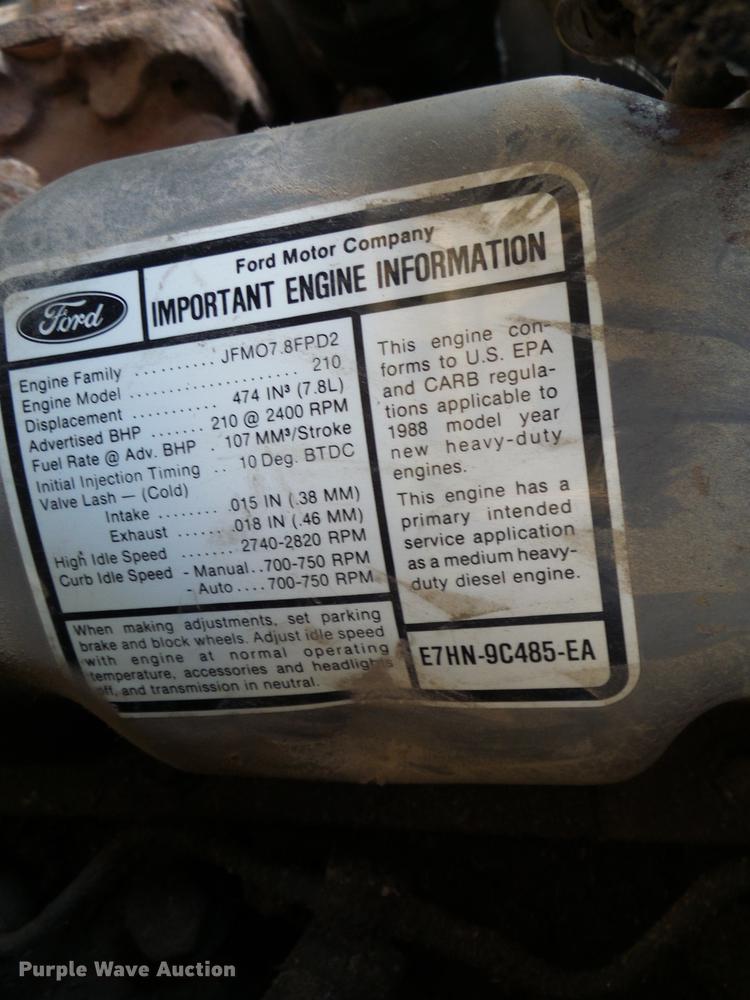 Ford Motor Company
Ford
IMPORTANT ENGINE INFORMATION
Engine Family .......... JFM07.8FPD2
Engine Model .......... 210
Displacement .......... 474 IN³ (7.8L)
Advertised BHP ....... 210 @ 2400 RPM
Fuel Rate @ Adv. BHP . 107 MM³/Stroke
Initial Injection Timing .. 10 Deg. BTDC
Valve Lash — (Cold)
Intake ........ .015 IN (.38 MM)
Exhaust ...... .018 IN (.46 MM)
High Idle Speed ....... 2740-2820 RPM
Curb Idle Speed - Manual..700-750 RPM
- Auto....700-750 RPM
This engine con-
forms to U.S. EPA
and CARB regula-
tions applicable to
1988 model year
new heavy-duty
engines.
This engine has a
primary intended
service application
as a medium heavy-
duty diesel engine.
When making adjustments, set parking
brake and block wheels. Adjust idle speed
with engine at normal operating
temperature, accessories and headlights
off, and transmission in neutral.
E7HN-9C485-EA
Purple Wave Auction